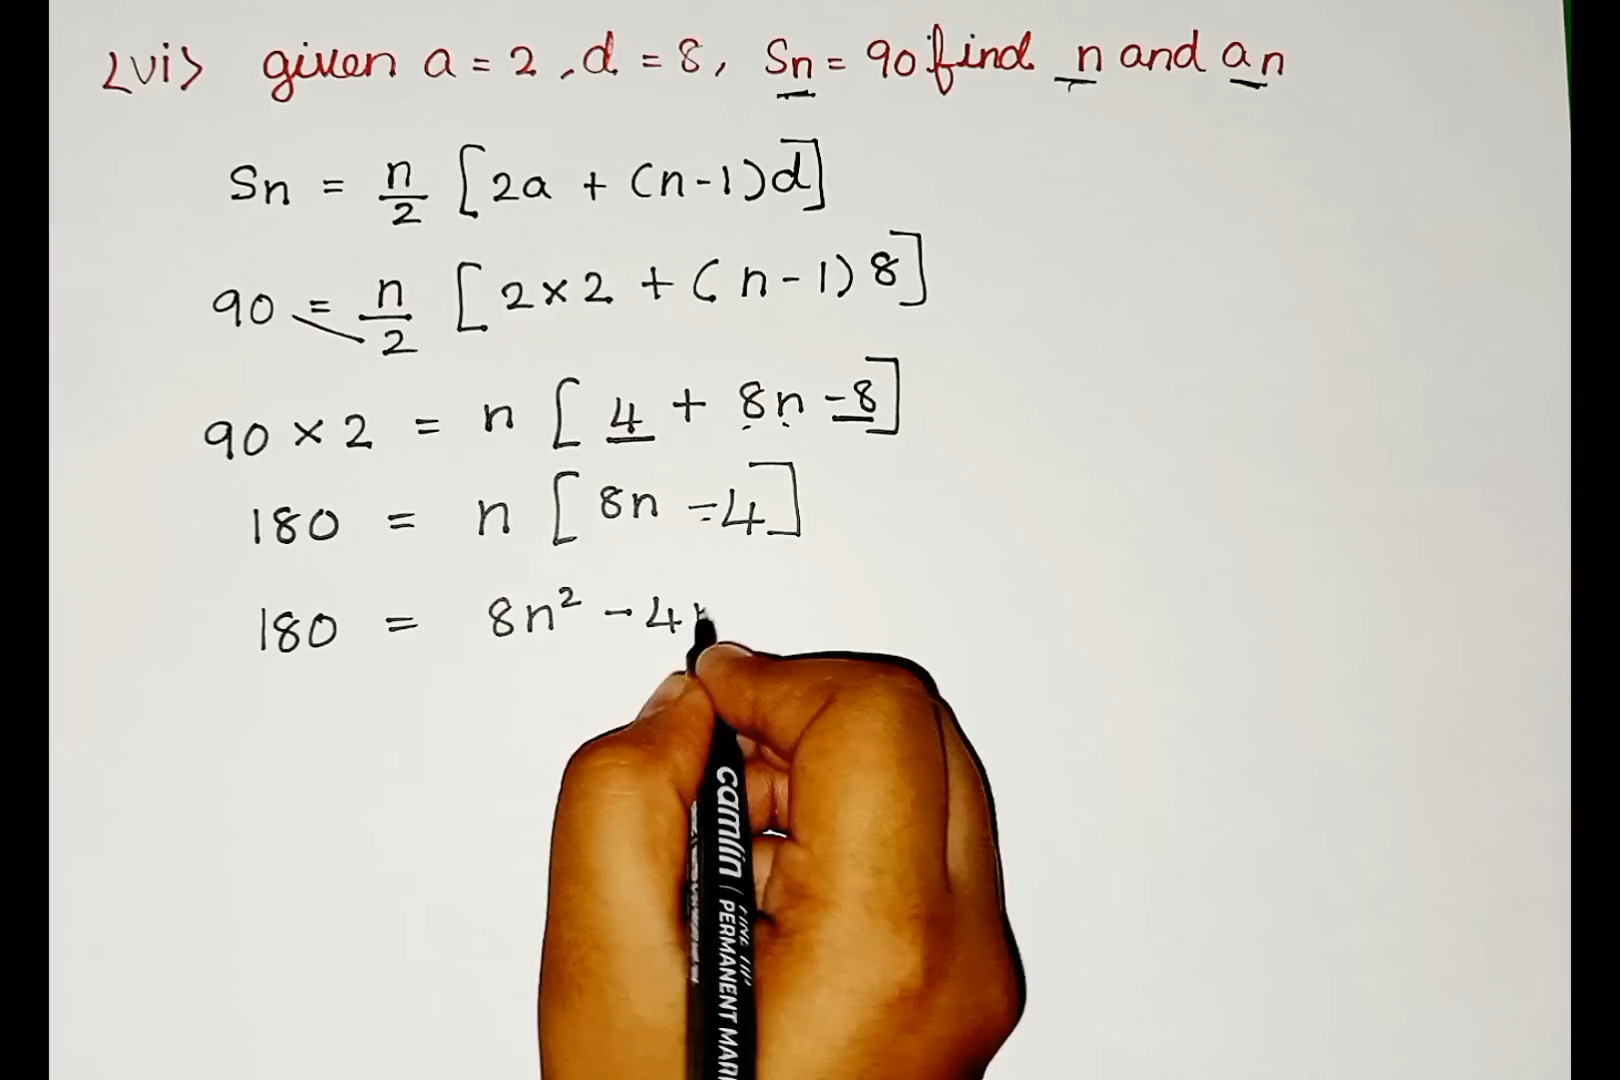 <vi> given a = 2, d = 8, Sn = 90 find n and an
Sn = n/2 [2a + (n-1)d]
90 = n/2 [2×2 + (n-1)8]
90 × 2 = n [4 + 8n -8]
180 = n [8n -4]
180 = 8n² - 4n
camlin
PERMANENT MAR